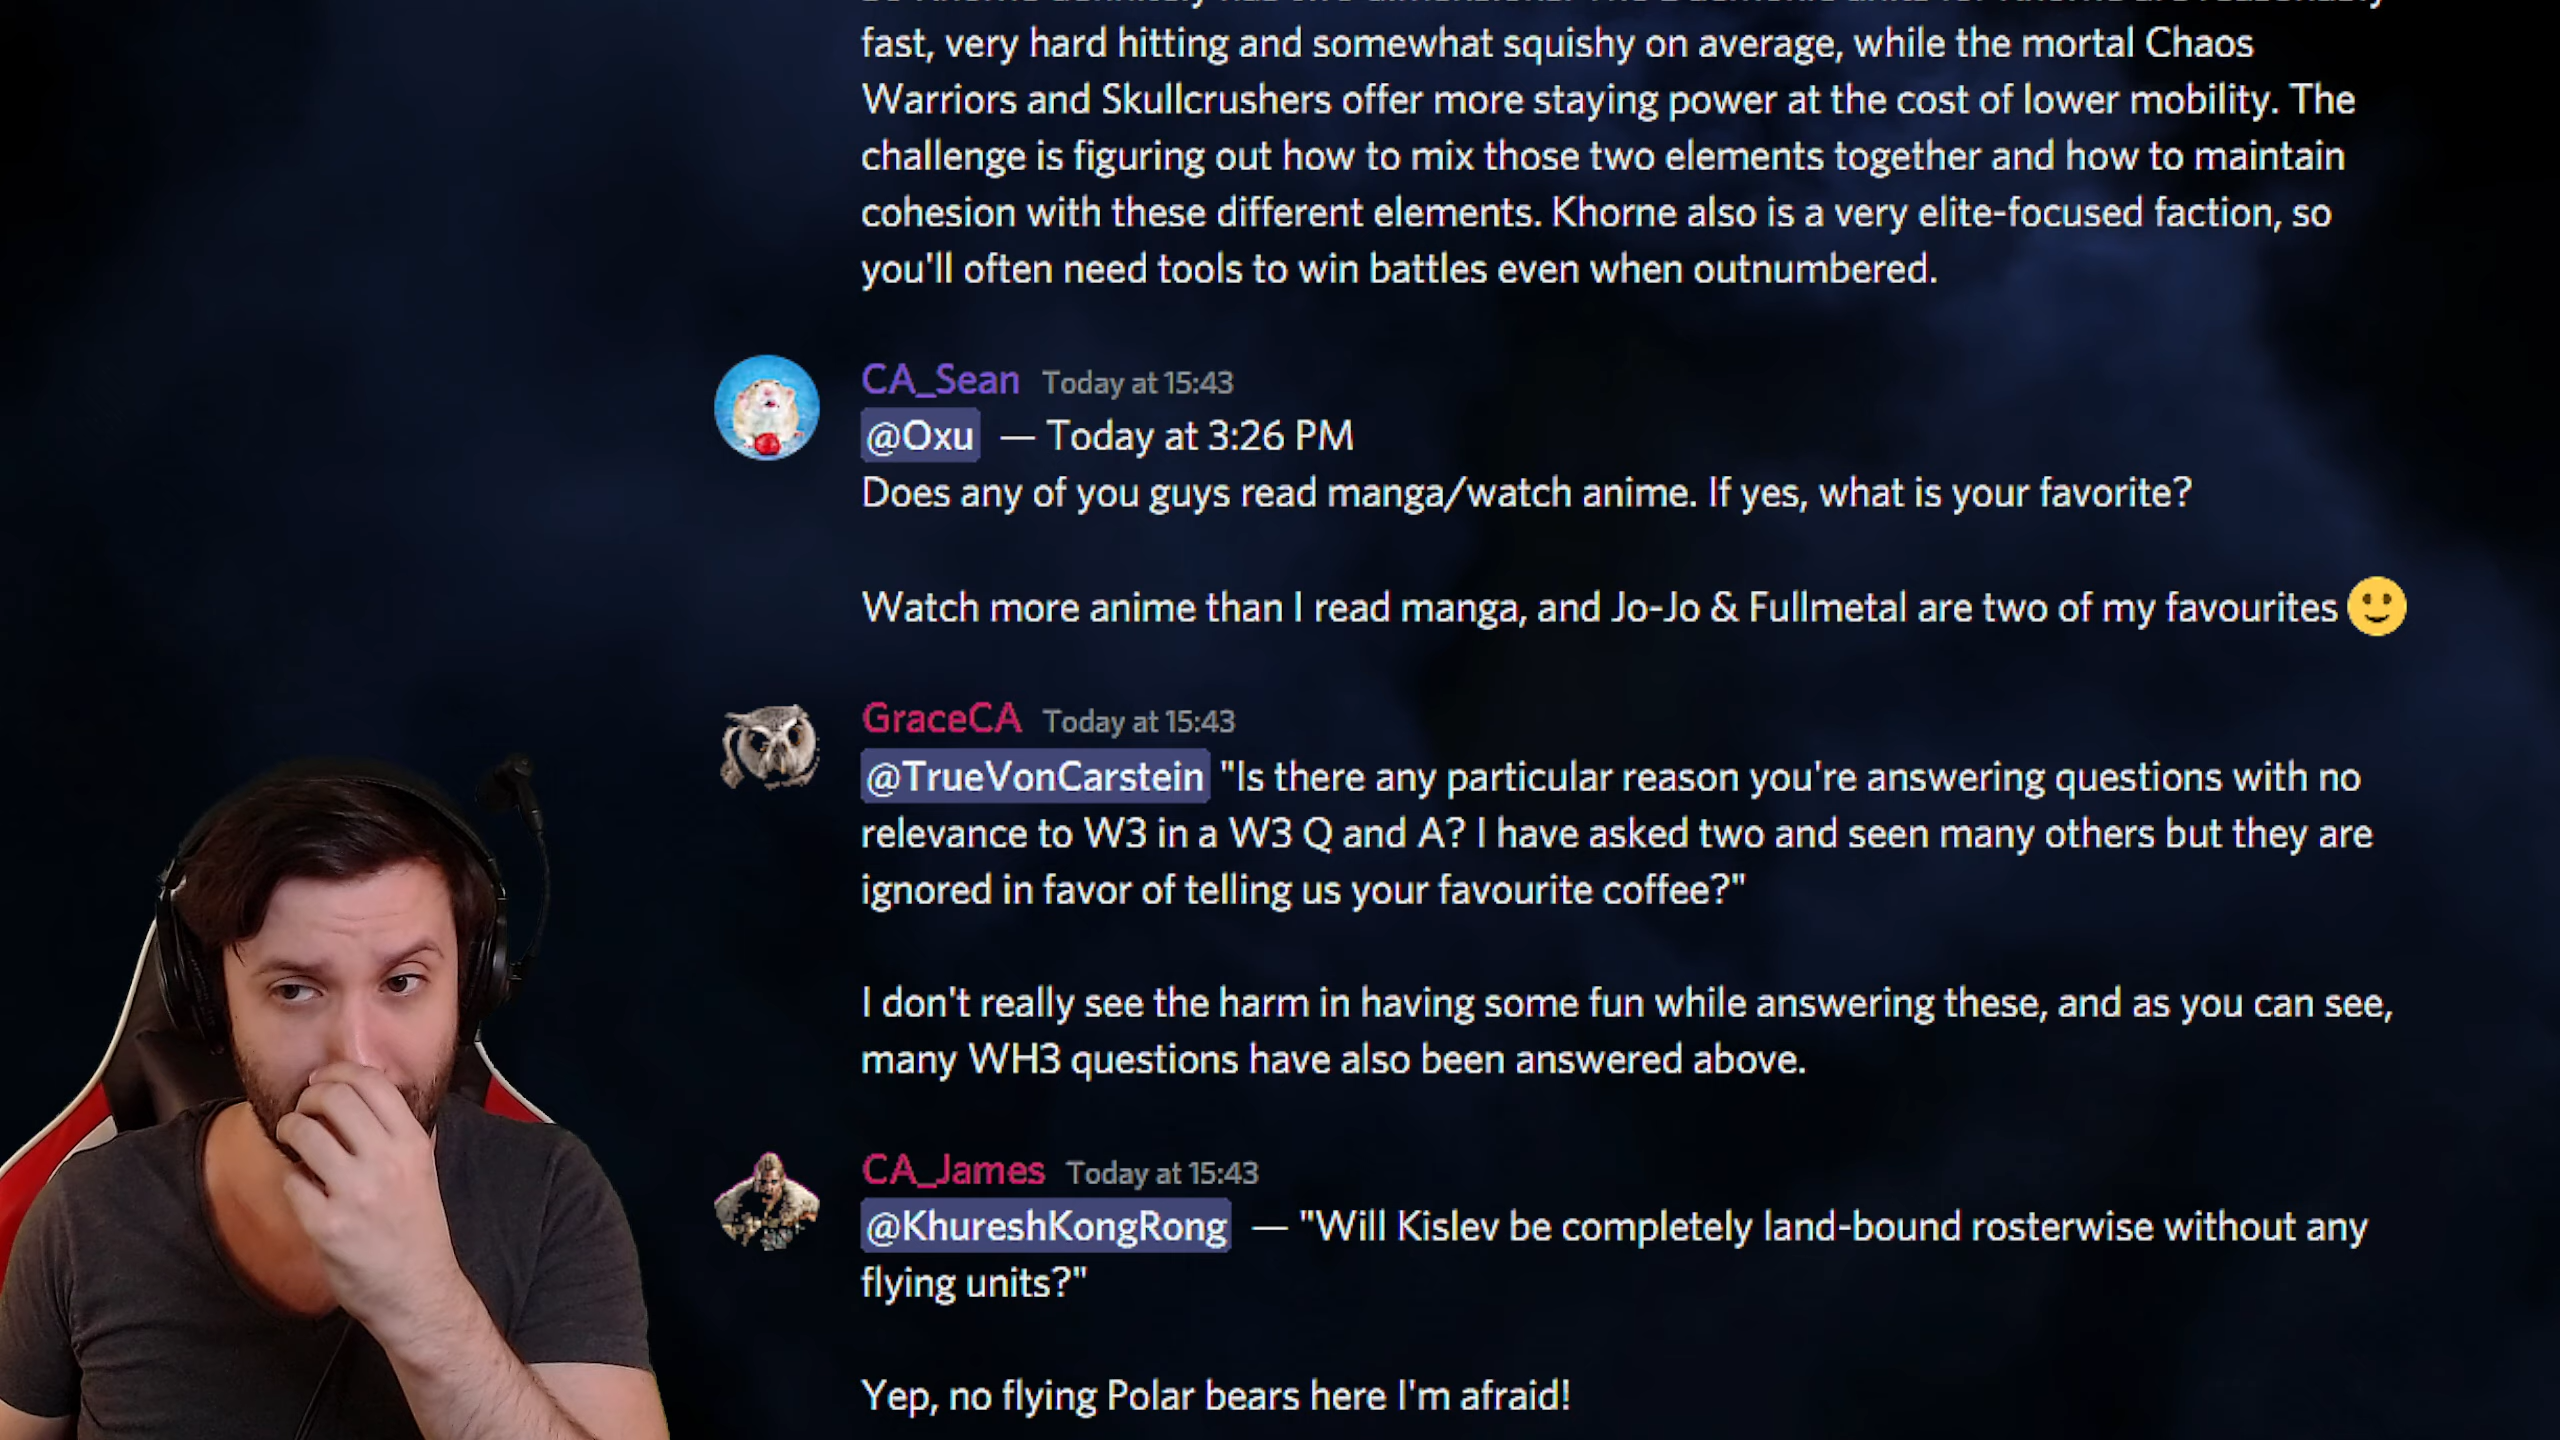 fast, very hard hitting and somewhat squishy on average, while the mortal Chaos
Warriors and Skullcrushers offer more staying power at the cost of lower mobility. The
challenge is figuring out how to mix those two elements together and how to maintain
cohesion with these different elements. Khorne also is a very elite-focused faction, so
you'll often need tools to win battles even when outnumbered.
CA_Sean Today at 15:43
@Oxu — Today at 3:26 PM
Does any of you guys read manga/watch anime. If yes, what is your favorite?
Watch more anime than I read manga, and Jo-Jo & Fullmetal are two of my favourites
GraceCA Today at 15:43
@TrueVonCarstein "Is there any particular reason you're answering questions with no
relevance to W3 in a W3 Q and A? I have asked two and seen many others but they are
ignored in favor of telling us your favourite coffee?"
I don't really see the harm in having some fun while answering these, and as you can see,
many WH3 questions have also been answered above.
CA_James Today at 15:43
@KhureshKongRong — "Will Kislev be completely land-bound rosterwise without any
flying units?"
Yep, no flying Polar bears here I'm afraid!